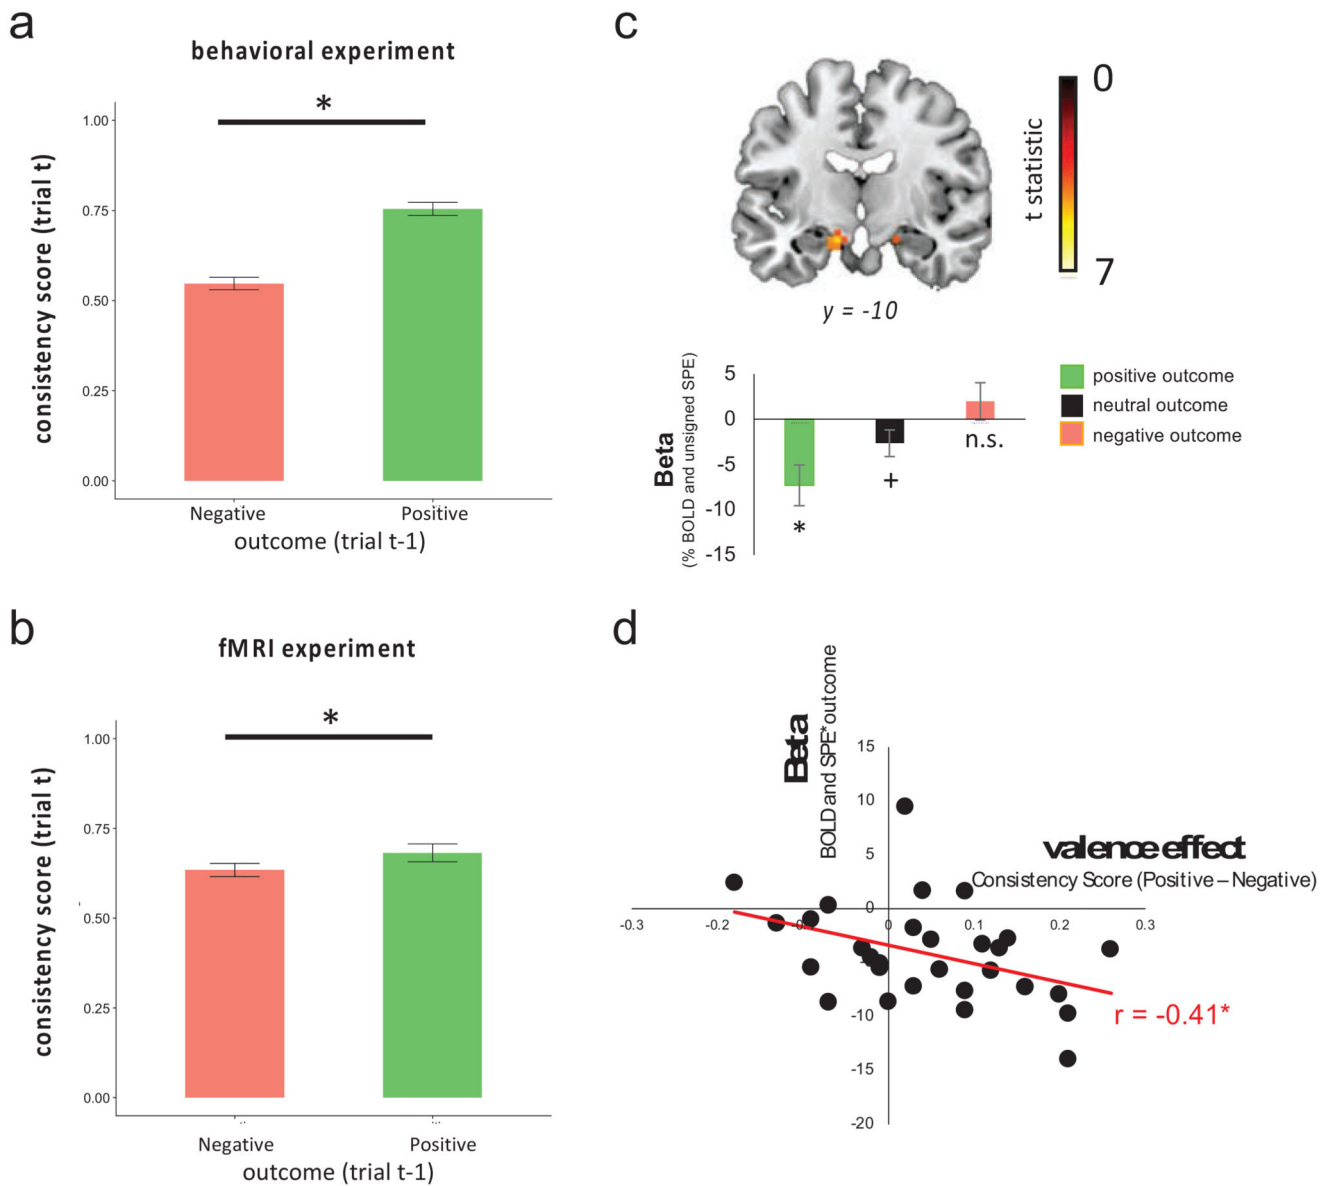 a
behavioral experiment
*
1.00
0.75
0.50
0.25
0.00
consistency score (trial t)
Negative
Positive
outcome (trial t-1)
b
fMRI experiment
*
1.00
0.75
0.50
0.25
0.00
consistency score (trial t)
Negative
Positive
outcome (trial t-1)
c
0
t statistic
7
y = -10
Beta
(% BOLD and unsigned SPE)
5
0
-5
-10
-15
*
+
n.s.
positive outcome
neutral outcome
negative outcome
d
Beta
BOLD and SPE*outcome
15
10
5
0
-10
-15
-20
valence effect
Consistency Score (Positive – Negative)
-0.3
-0.2
0
0.1
0.2
0.3
r = -0.41*